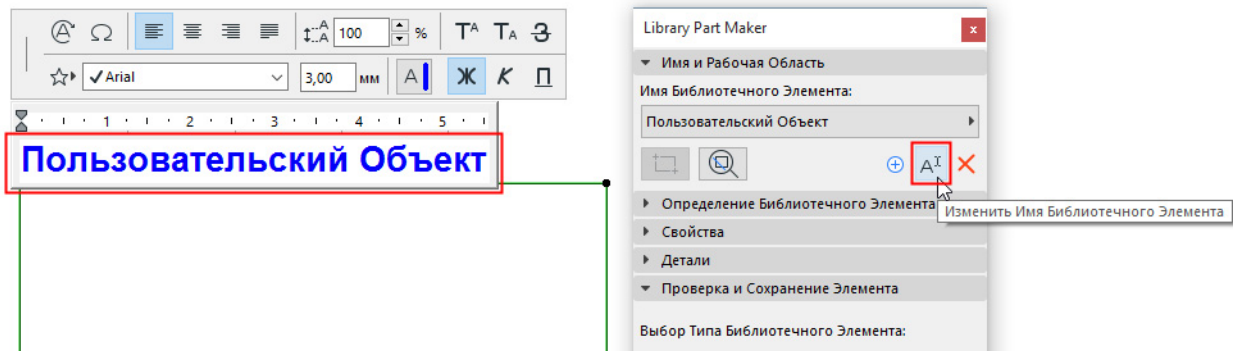 100 %
TA TA З
Arial
3,00 мм A Ж К П
1 2 3 4 5
Пользовательский Объект
Library Part Maker
Имя и Рабочая Область
Имя Библиотечного Элемента:
Пользовательский Объект
Изменить Имя Библиотечного Элемента
Определение Библиотечного Элемента
Свойства
Детали
Проверка и Сохранение Элемента
Выбор Типа Библиотечного Элемента: